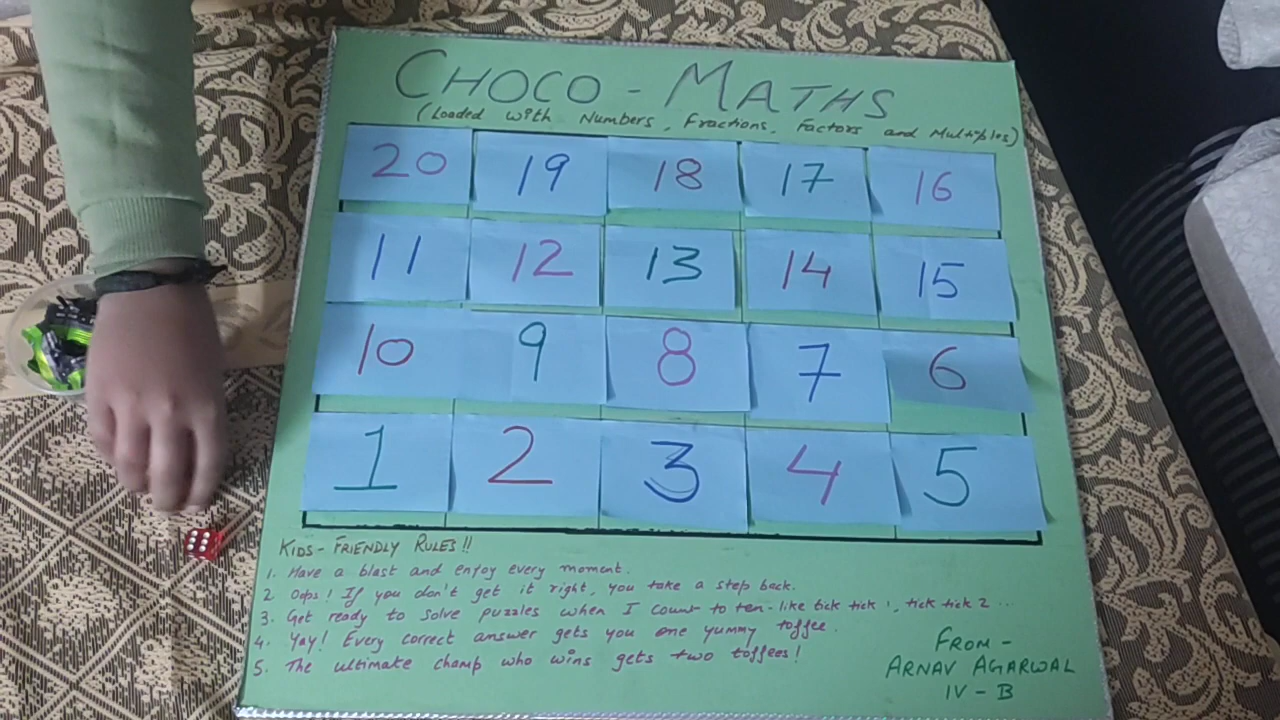 CHOCO - MATHS
(Loaded with Numbers, Fractions, Factors and Multiples)
20 19 18 17 16
11 12 13 14 15
10 9 8 7 6
1 2 3 4 5
KIDS - FRIENDLY RULES!!
1. Have a blast and enjoy every moment.
2 Oops! If you don't get it right, you take a step back.
3. Get ready to solve puzzles when I count to ten - like tick tick 1, tick tick 2 ...
4. Yay! Every correct answer gets you one yummy toffee.
5. The ultimate champ who wins gets two toffees!
FROM -
ARNAV AGARWAL
IV - B